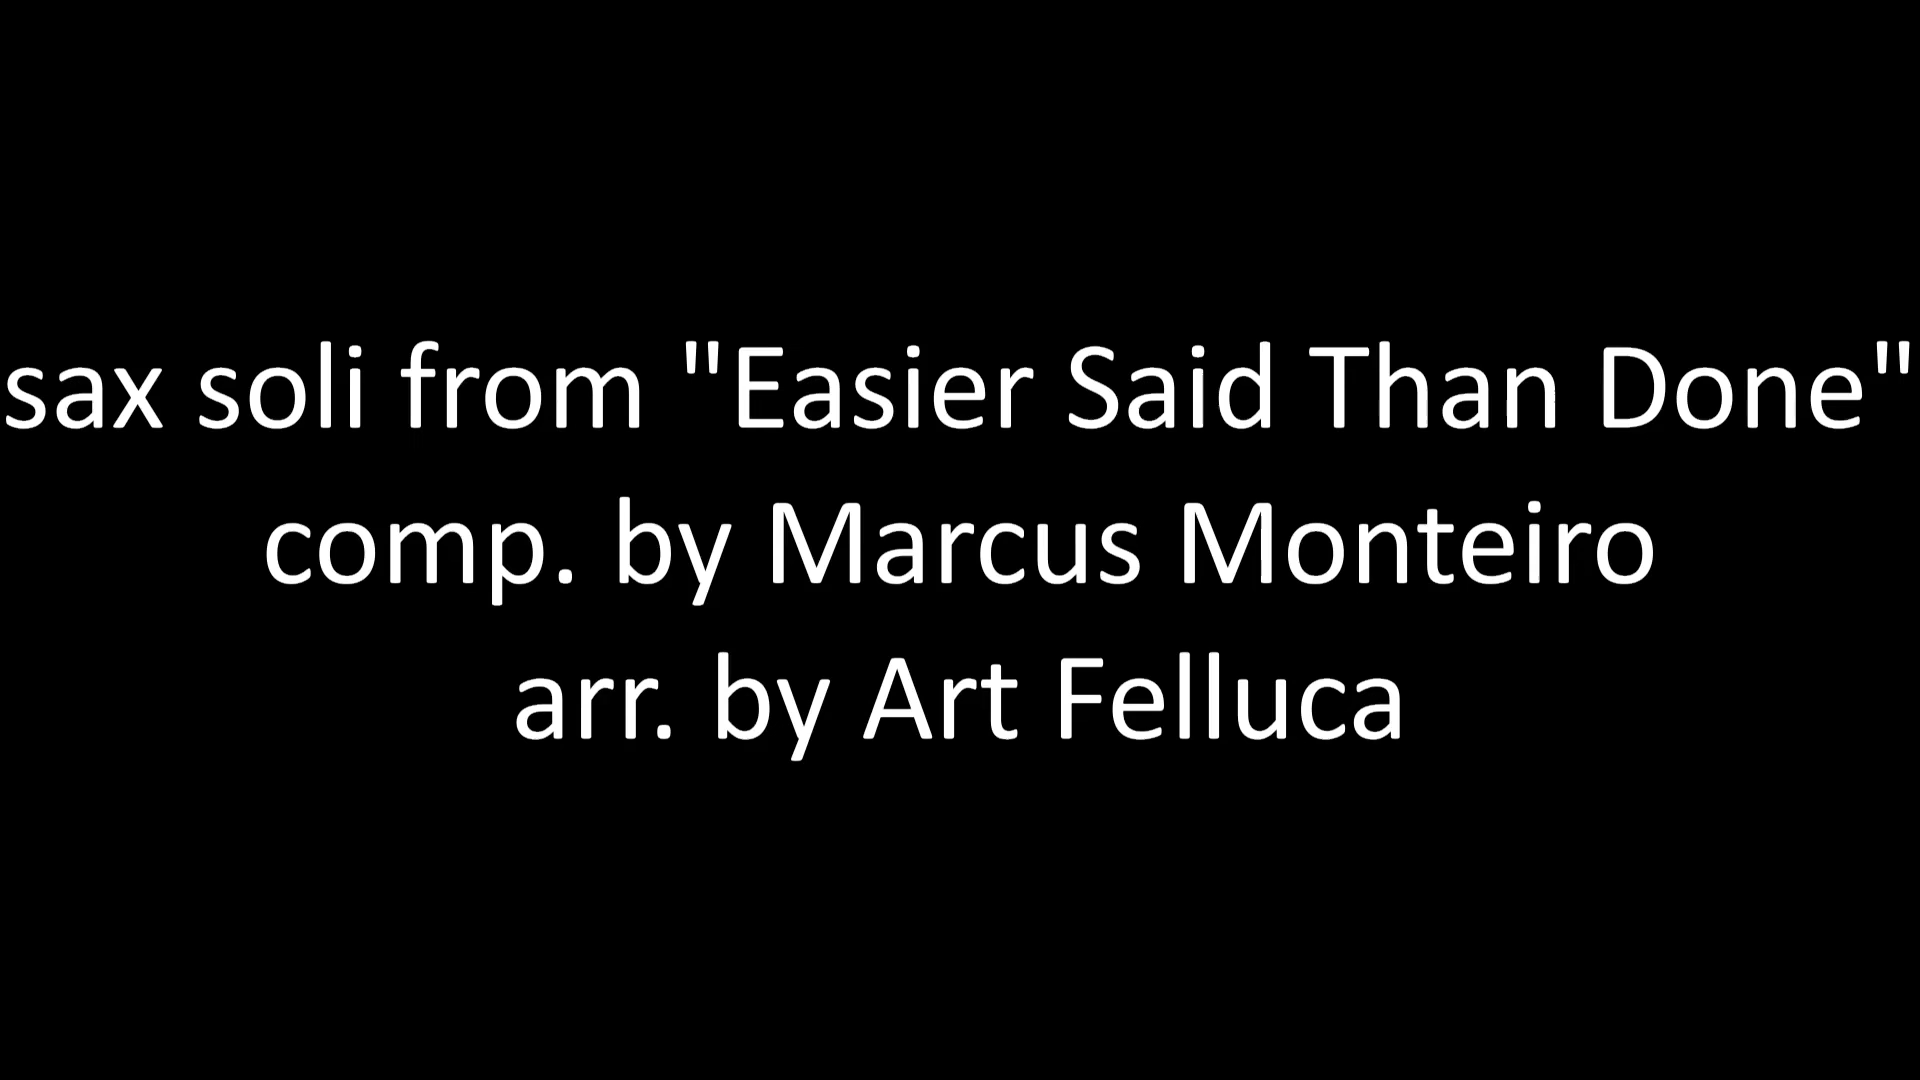 sax soli from "Easier Said Than Done"
comp. by Marcus Monteiro
arr. by Art Felluca